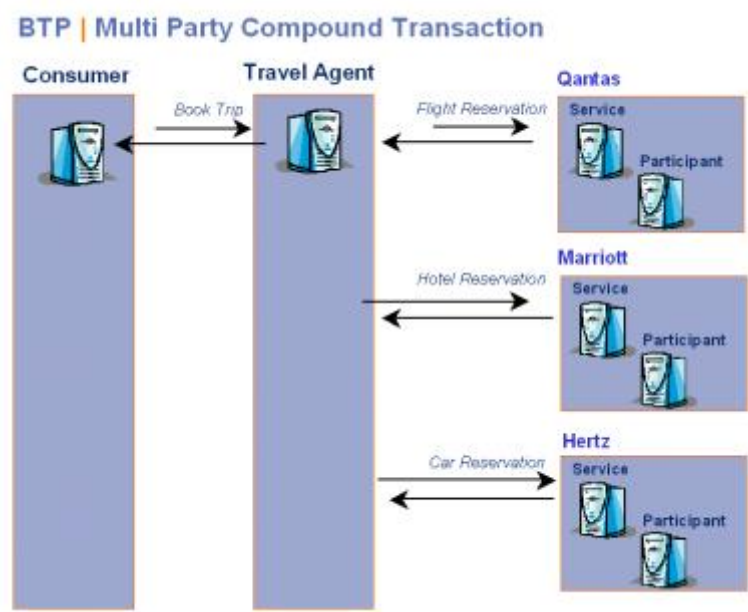 BTP | Multi Party Compound Transaction
Consumer
Travel Agent
Book Trip
Flight Reservation
Qantas
Service
Participant
Hotel Reservation
Marriott
Service
Participant
Car Reservation
Hertz
Service
Participant